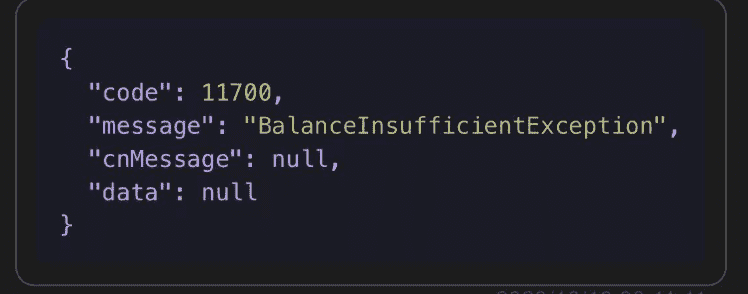 {
"code": 11700,
"message": "BalanceInsufficientException",
"cnMessage": null,
"data": null
}